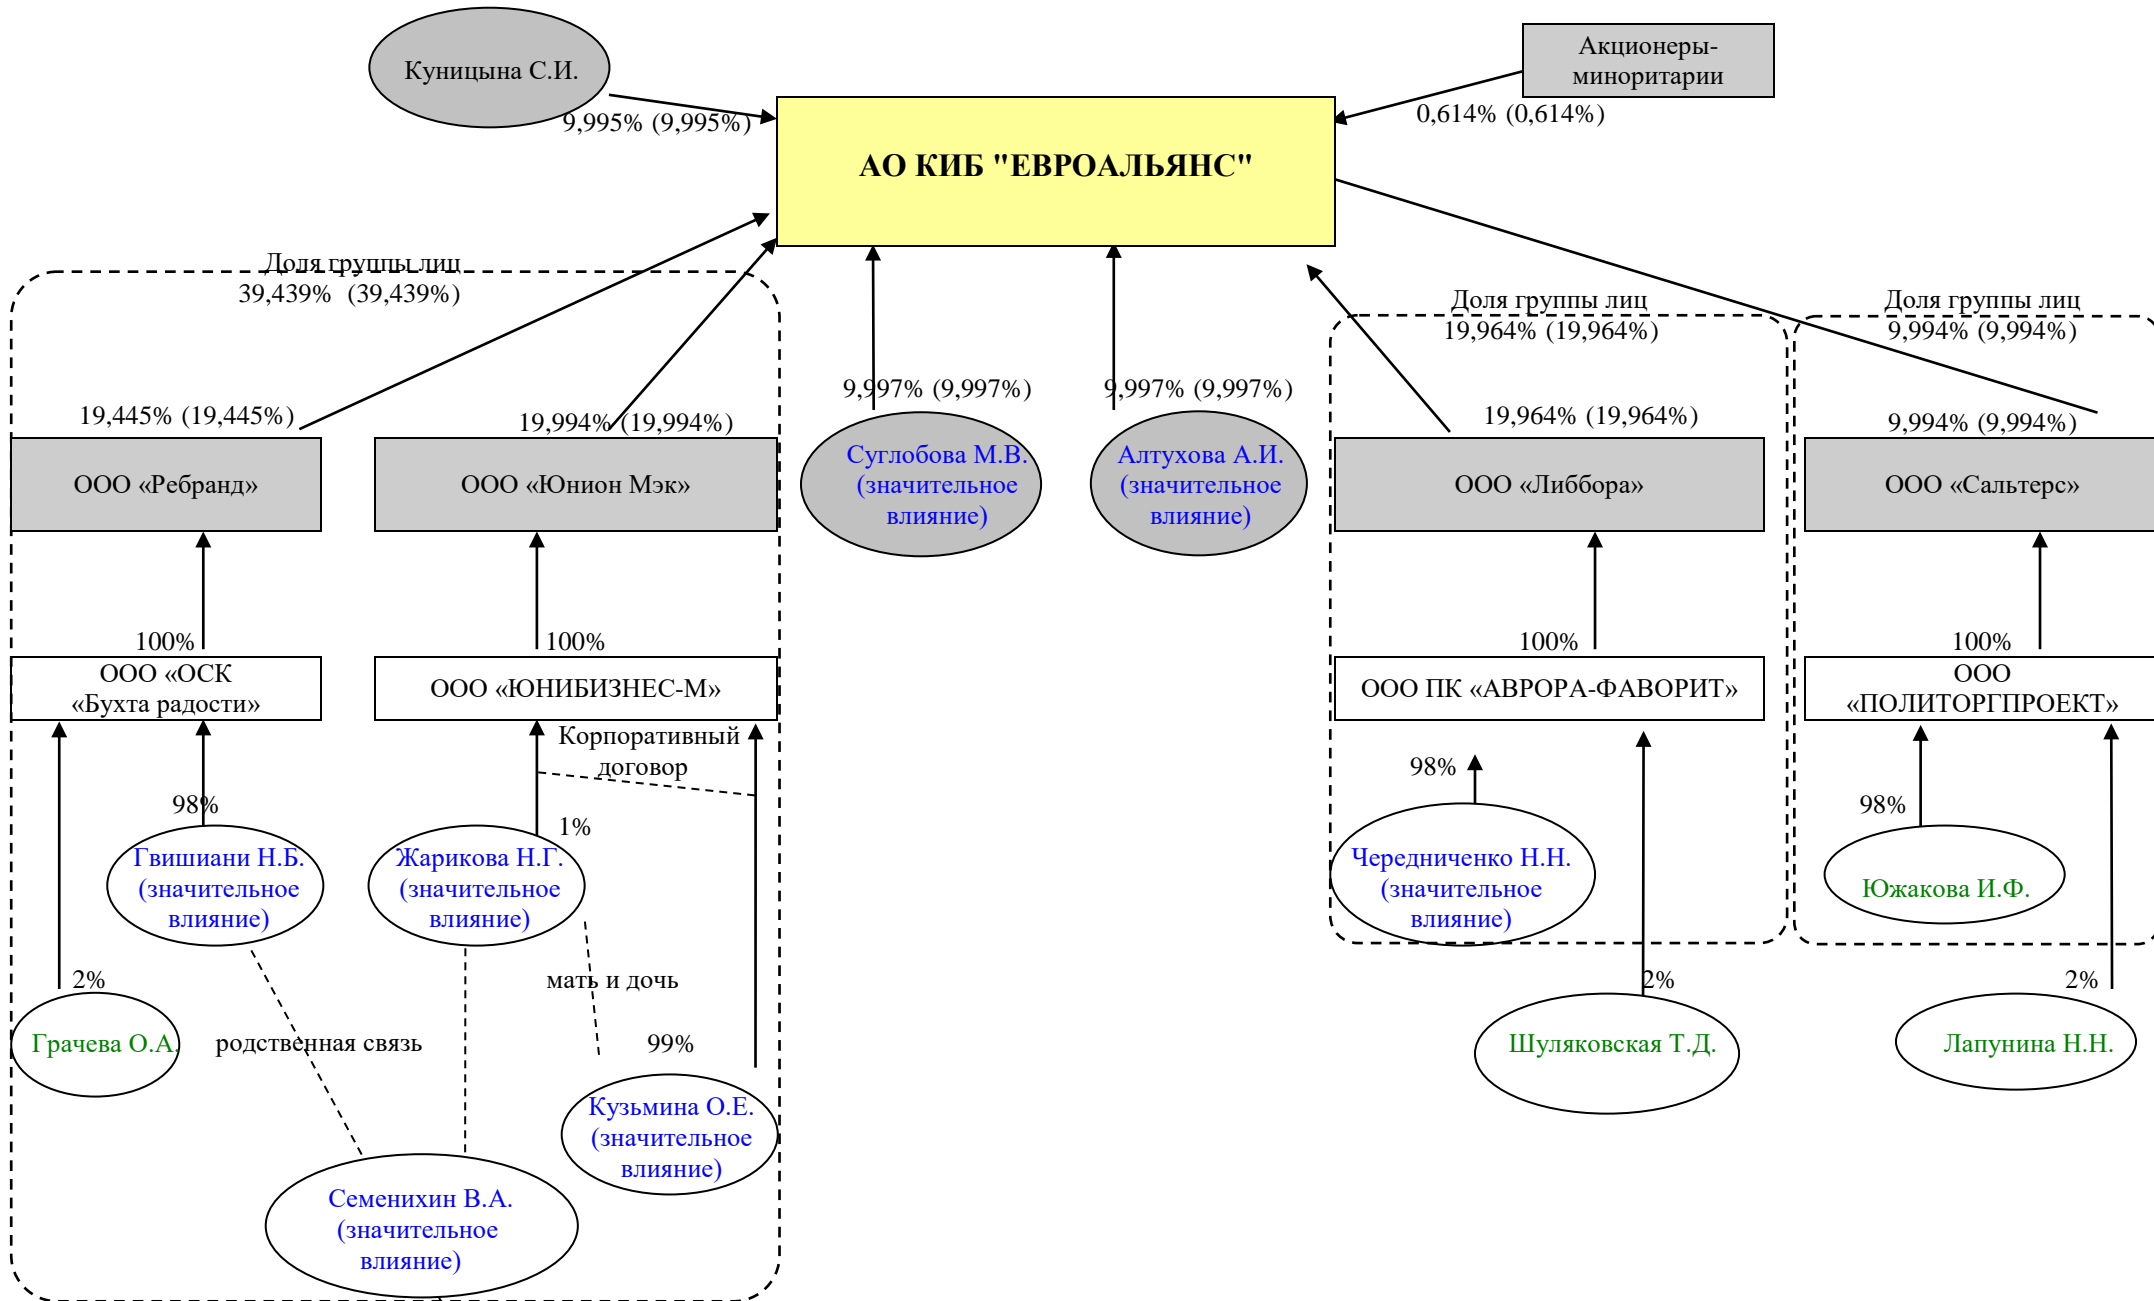 Куницына С.И.
Акционеры-
миноритарии
9,995% (9,995%)
0,614% (0,614%)
АО КИБ "ЕВРОАЛЬЯНС"
Доля группы лиц
39,439% (39,439%)
Доля группы лиц
19,964% (19,964%)
Доля группы лиц
9,994% (9,994%)
19,445% (19,445%)
19,994% (19,994%)
9,997% (9,997%)
9,997% (9,997%)
19,964% (19,964%)
9,994% (9,994%)
ООО «Ребранд»
ООО «Юнион Мэк»
Суглобова М.В.
(значительное
влияние)
Алтухова А.И.
(значительное
влияние)
ООО «Либбора»
ООО «Сальтерс»
100%
100%
100%
100%
ООО «ОСК
«Бухта радости»
ООО «ЮНИБИЗНЕС-М»
ООО ПК «АВРОРА-ФАВОРИТ»
ООО
«ПОЛИТОРГПРОЕКТ»
Корпоративный
договор
98%
1%
98%
98%
Гвишиани Н.Б.
(значительное
влияние)
Жарикова Н.Г.
(значительное
влияние)
Чередниченко Н.Н.
(значительное
влияние)
Южакова И.Ф.
2%
мать и дочь
2%
2%
Грачева О.А.
родственная связь
99%
Шуляковская Т.Д.
Лапунина Н.Н.
Кузьмина О.Е.
(значительное
влияние)
Семенихин В.А.
(значительное
влияние)